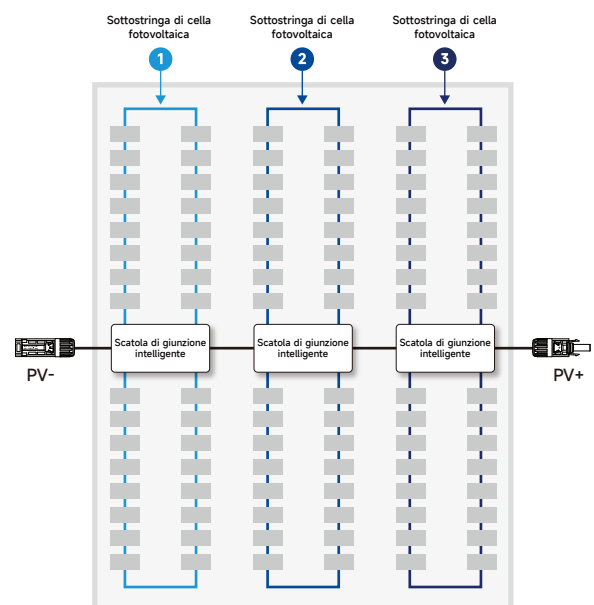 Sottostringa di cella
fotovoltaica
1
Sottostringa di cella
fotovoltaica
2
Sottostringa di cella
fotovoltaica
3
Scatola di giunzione
intelligente
Scatola di giunzione
intelligente
Scatola di giunzione
intelligente
PV-
PV+